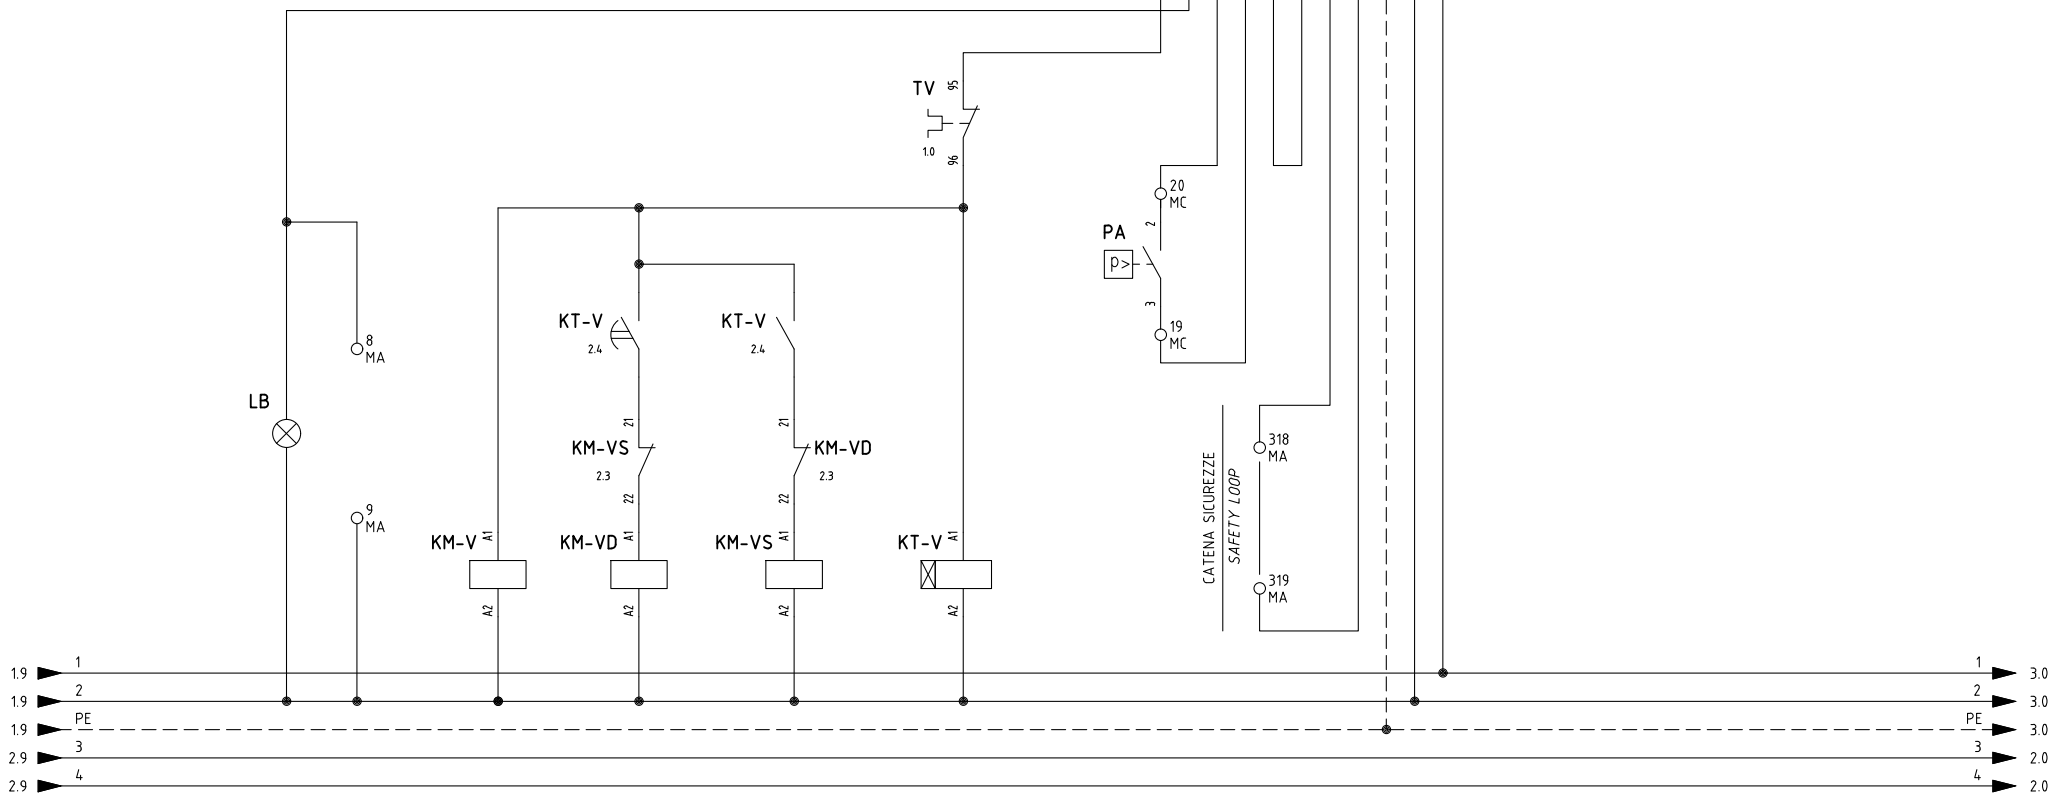 TV
95
1.0
96
20
MC
2
PA
p>
3
19
MC
KT-V
2.4
KT-V
2.4
8
MA
LB
21
KM-VS
2.3
22
21
KM-VD
2.3
22
318
MA
CATENA SICUREZZE
SAFETY LOOP
319
MA
9
MA
KM-V
A1
A2
KM-VD
A1
A2
KM-VS
A1
A2
KT-V
A1
A2
1.9 1 1 3.0
1.9 2 2 3.0
1.9 PE PE 3.0
2.9 3 3 2.0
2.9 4 4 2.0